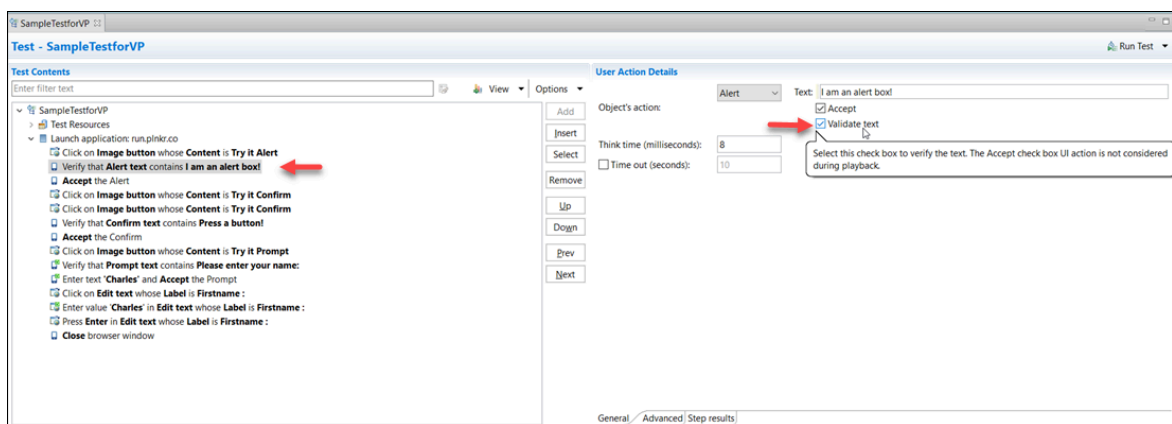 SampleTestforVP
Test - SampleTestforVP
Run Test
Test Contents
Enter filter text
View
Options
SampleTestforVP
Test Resources
Launch application: run.plnkr.co
Click on Image button whose Content is Try it Alert
Verify that Alert text contains I am an alert box!
Accept the Alert
Click on Image button whose Content is Try it Confirm
Click on Image button whose Content is Try it Confirm
Verify that Confirm text contains Press a button!
Accept the Confirm
Click on Image button whose Content is Try it Prompt
Verify that Prompt text contains Please enter your name:
Enter text 'Charles' and Accept the Prompt
Click on Edit text whose Label is Firstname :
Enter value 'Charles' in Edit text whose Label is Firstname :
Press Enter in Edit text whose Label is Firstname :
Close browser window
Add
Insert
Select
Remove
Up
Down
Prev
Next
User Action Details
Alert
Text: I am an alert box!
Object's action:
Accept
Validate text
Think time (milliseconds): 8
Time out (seconds): 10
Select this check box to verify the text. The Accept check box UI action is not considered
during playback.
General Advanced Step results